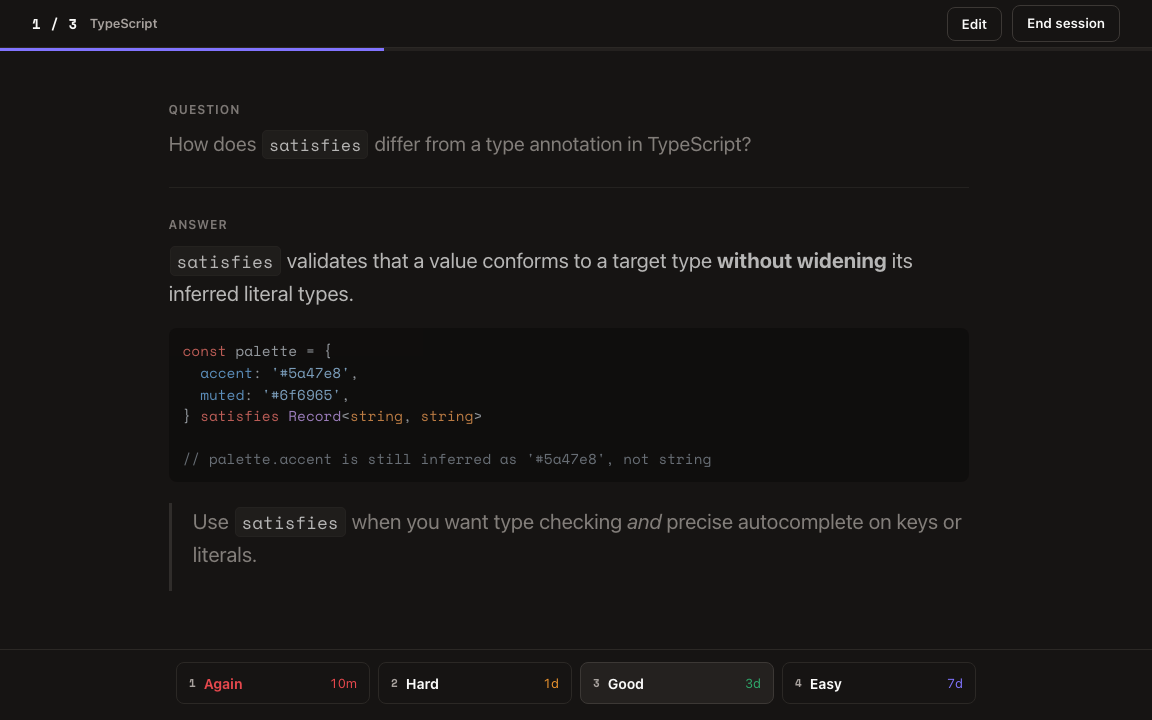 1 / 3 TypeScript Edit End session
QUESTION
How does satisfies differ from a type annotation in TypeScript?
ANSWER
satisfies validates that a value conforms to a target type without widening its
inferred literal types.
const palette = {
  accent: '#5a47e8',
  muted: '#6f6965',
} satisfies Record<string, string>
// palette.accent is still inferred as '#5a47e8', not string
Use satisfies when you want type checking and precise autocomplete on keys or
literals.
1 Again 10m 2 Hard 1d 3 Good 3d 4 Easy 7d